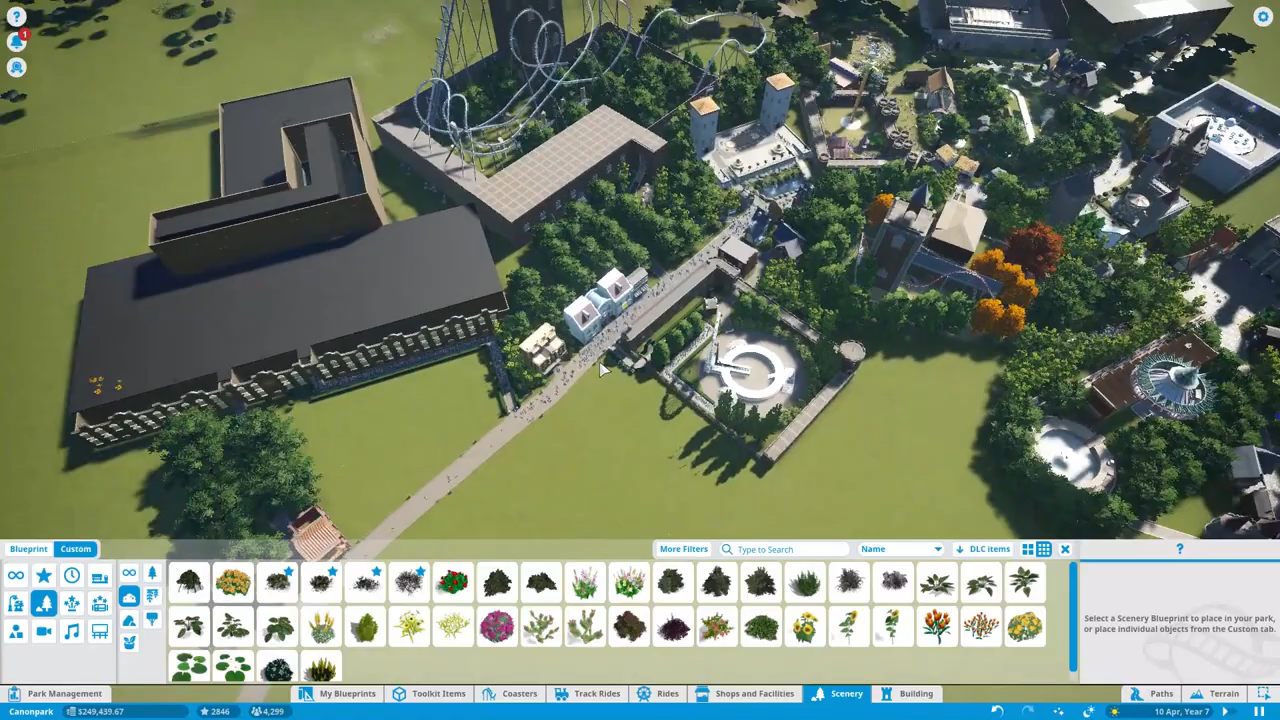 ?
1
Blueprint
Custom
More Filters
Type to Search
Name
DLC items
?
Select a Scenery Blueprint to place in your park,
or place individual objects from the Custom tab.
Park Management
My Blueprints
Toolkit Items
Coasters
Track Rides
Rides
Shops and Facilities
Scenery
Building
Paths
Terrain
Canonpark
$249,439.67
2846
4,299
10 Apr, Year 7